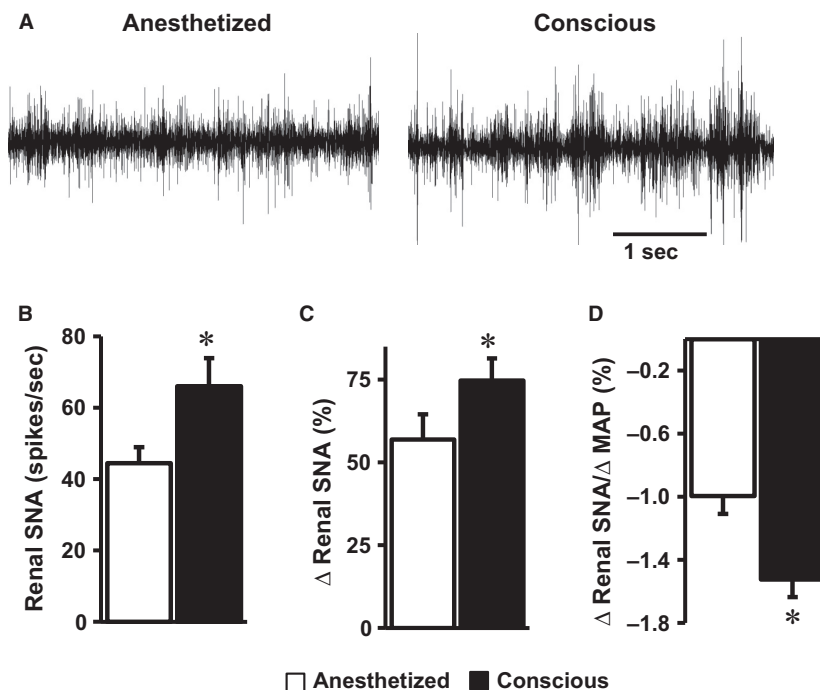 A
Anesthetized
Conscious
1 sec
B
Renal SNA (spikes/sec)
80
60
40
20
0
*
C
Δ Renal SNA (%)
75
50
25
0
*
D
Δ Renal SNA/Δ MAP (%)
−0.2
−0.6
−1.0
−1.4
−1.8
*
Anesthetized
Conscious